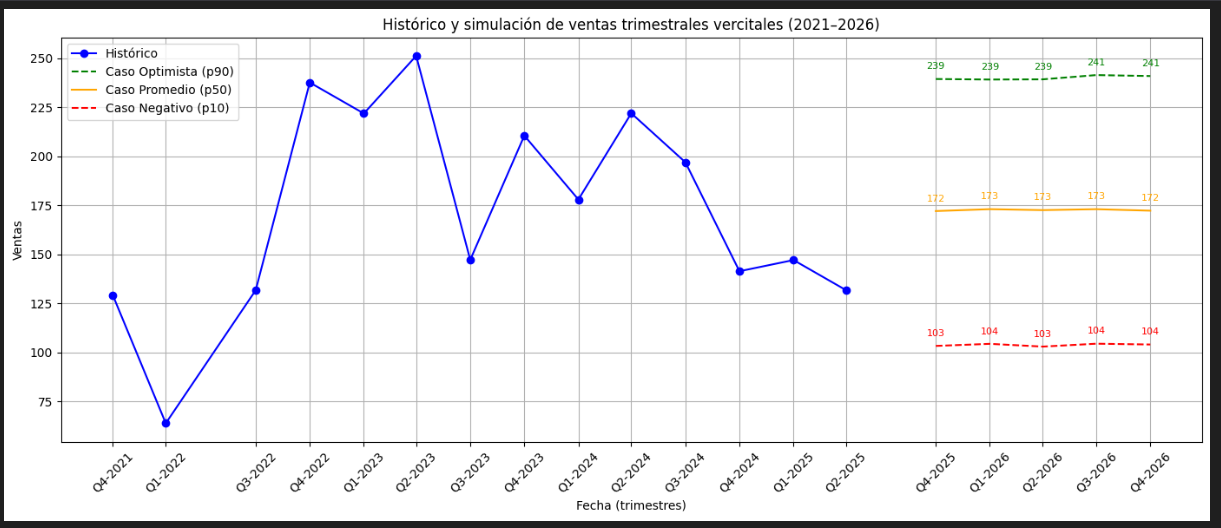 Histórico y simulación de ventas trimestrales vercitales (2021–2026)
Histórico
Caso Optimista (p90)
Caso Promedio (p50)
Caso Negativo (p10)
250
225
200
175
150
125
100
75
Ventas
239 239 239 241 241
172 173 173 173 172
103 104 103 104 104
Q4-2021 Q1-2022 Q3-2022 Q4-2022 Q1-2023 Q2-2023 Q3-2023 Q4-2023 Q1-2024 Q2-2024 Q3-2024 Q4-2024 Q1-2025 Q2-2025 Q4-2025 Q1-2026 Q2-2026 Q3-2026 Q4-2026
Fecha (trimestres)